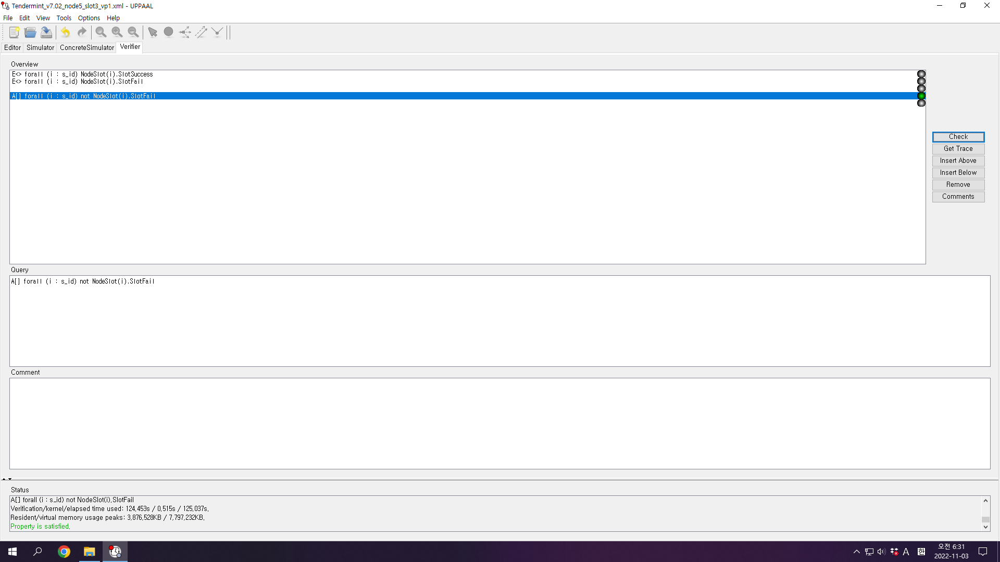 Tendermint_v7.02_node5_slot3_vp1.xml - UPPAAL
File Edit View Tools Options Help
Editor Simulator ConcreteSimulator Verifier
Overview
E<> forall (i : s_id) NodeSlot(i).SlotSuccess
E<> forall (i : s_id) NodeSlot(i).SlotFail
A[] forall (i : s_id) not NodeSlot(i).SlotFail
Check
Get Trace
Insert Above
Insert Below
Remove
Comments
Query
A[] forall (i : s_id) not NodeSlot(i).SlotFail
Comment
Status
A[] forall (i : s_id) not NodeSlot(i).SlotFail
Verification/kernel/elapsed time used: 124.453s / 0.515s / 125.037s.
Resident/virtual memory usage peaks: 3,876,528KB / 7,797,232KB.
Property is satisfied.
A 한 오전 6:31
2022-11-03